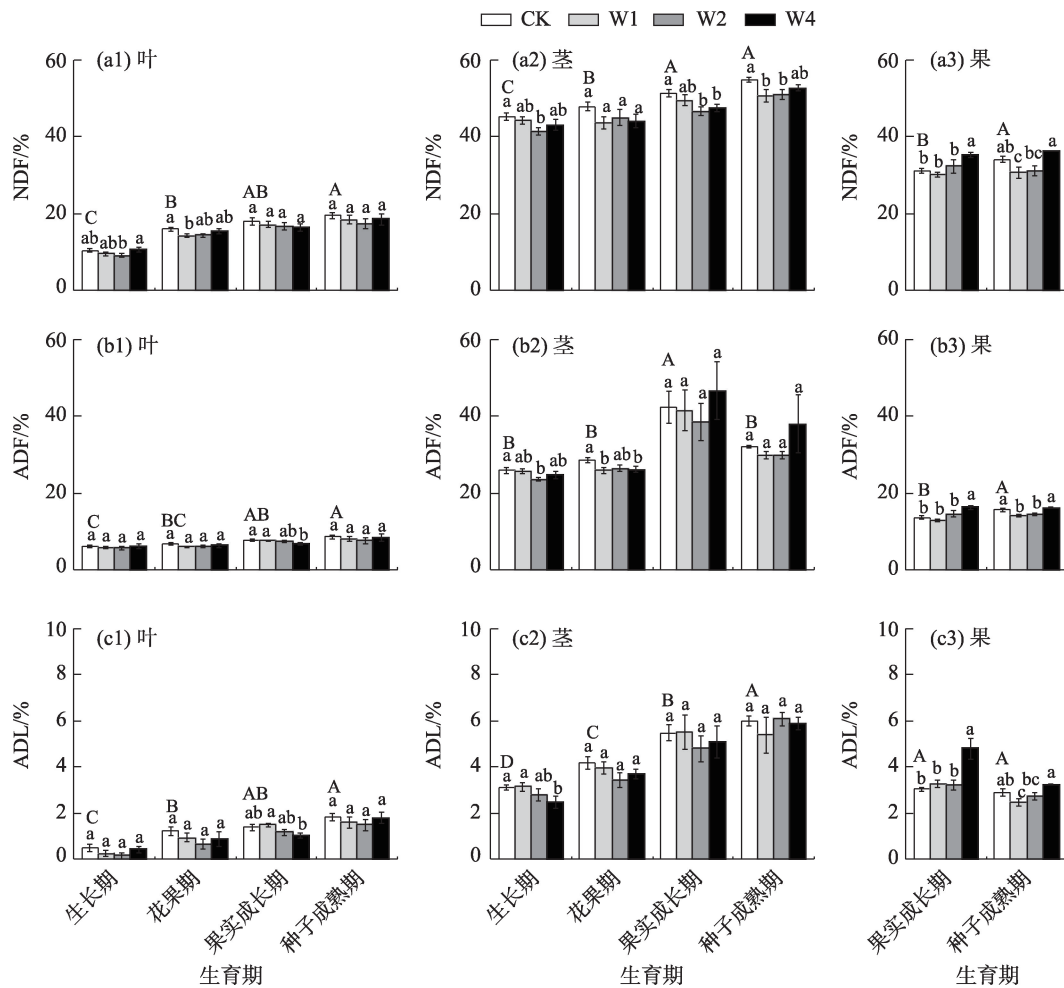 CK W1 W2 W4
(a1) 叶
NDF/%
60
40
20
0
C
ab ab b a
B
a b ab ab
AB
a a a a
A
a a a a
(a2) 茎
NDF/%
60
40
20
0
C
a ab b ab
B
a a a a
A
a ab b b
A
a b b ab
(a3) 果
NDF/%
60
40
20
0
B
b b b a
A
ab c bc a
(b1) 叶
ADF/%
60
40
20
0
C
a a a a
BC
a a a a
AB
a a ab b
A
a a a a
(b2) 茎
ADF/%
60
40
20
0
B
a ab b ab
B
a b ab b
A
a a a a
B
a a a a
(b3) 果
ADF/%
60
40
20
0
B
b b b a
A
a b b a
(c1) 叶
ADL/%
10
8
6
4
2
0
C
a a a a
B
a a a a
AB
ab a ab b
A
a a a a
生长期
花果期
果实成长期
种子成熟期
生育期
(c2) 茎
ADL/%
10
8
6
4
2
0
D
a a ab b
C
a a a a
B
a a a a
A
a a a a
生长期
花果期
果实成长期
种子成熟期
生育期
(c3) 果
ADL/%
10
8
6
4
2
0
A
b b b a
A
ab c bc a
果实成长期
种子成熟期
生育期